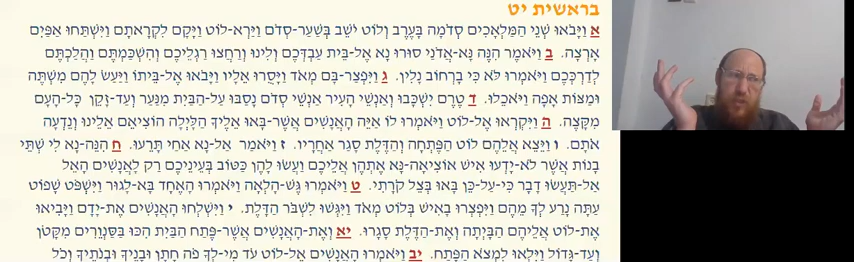 בראשית יט
א וַיָּבֹאוּ שְׁנֵי הַמַּלְאָכִים סְדֹמָה בָּעֶרֶב וְלוֹט יֹשֵׁב בְּשַׁעַר-סְדֹם וַיַּרְא-לוֹט וַיָּקָם לִקְרָאתָם וַיִּשְׁתַּחוּ אַפַּיִם
אָרְצָה. ב וַיֹּאמֶר הִנֶּה נָּא-אֲדֹנַי סוּרוּ נָא אֶל-בֵּית עַבְדְּכֶם וְלִינוּ וְרַחֲצוּ רַגְלֵיכֶם וְהִשְׁכַּמְתֶּם וַהֲלַכְתֶּם
לְדַרְכְּכֶם וַיֹּאמְרוּ לֹּא כִּי בָרְחוֹב נָלִין. ג וַיִּפְצַר-בָּם מְאֹד וַיָּסֻרוּ אֵלָיו וַיָּבֹאוּ אֶל-בֵּיתוֹ וַיַּעַשׂ לָהֶם מִשְׁתֶּה
וּמַצּוֹת אָפָה וַיֹּאכֵלוּ. ד טֶרֶם יִשְׁכָּבוּ וְאַנְשֵׁי הָעִיר אַנְשֵׁי סְדֹם נָסַבּוּ עַל-הַבַּיִת מִנַּעַר וְעַד-זָקֵן כָּל-הָעָם
מִקָּצֶה. ה וַיִּקְרְאוּ אֶל-לוֹט וַיֹּאמְרוּ לוֹ אַיֵּה הָאֲנָשִׁים אֲשֶׁר-בָּאוּ אֵלֶיךָ הַלָּיְלָה הוֹצִיאֵם אֵלֵינוּ וְנֵדְעָה
אֹתָם. ו וַיֵּצֵא אֲלֵהֶם לוֹט הַפֶּתְחָה וְהַדֶּלֶת סָגַר אַחֲרָיו. ז וַיֹּאמַר אַל-נָא אַחַי תָּרֵעוּ. ח הִנֵּה-נָא לִי שְׁתֵּי
בָנוֹת אֲשֶׁר לֹא-יָדְעוּ אִישׁ אוֹצִיאָה-נָּא אֶתְהֶן אֲלֵיכֶם וַעֲשׂוּ לָהֶן כַּטּוֹב בְּעֵינֵיכֶם רַק לָאֲנָשִׁים הָאֵל
אַל-תַּעֲשׂוּ דָבָר כִּי-עַל-כֵּן בָּאוּ בְּצֵל קֹרָתִי. ט וַיֹּאמְרוּ גֶּשׁ-הָלְאָה וַיֹּאמְרוּ הָאֶחָד בָּא-לָגוּר וַיִּשְׁפֹּט שָׁפוֹט
עַתָּה נָרַע לְךָ מֵהֶם וַיִּפְצְרוּ בָאִישׁ בְּלוֹט מְאֹד וַיִּגְּשׁוּ לִשְׁבֹּר הַדָּלֶת. י וַיִּשְׁלְחוּ הָאֲנָשִׁים אֶת-יָדָם וַיָּבִיאוּ
אֶת-לוֹט אֲלֵיהֶם הַבָּיְתָה וְאֶת-הַדֶּלֶת סָגָרוּ. יא וְאֶת-הָאֲנָשִׁים אֲשֶׁר-פֶּתַח הַבַּיִת הִכּוּ בַּסַּנְוֵרִים מִקָּטֹן
וְעַד-גָּדוֹל וַיִּלְאוּ לִמְצֹא הַפָּתַח. יב וַיֹּאמְרוּ הָאֲנָשִׁים אֶל-לוֹט עֹד מִי-לְךָ פֹה חָתָן וּבָנֶיךָ וּבְנֹתֶיךָ וְכֹל